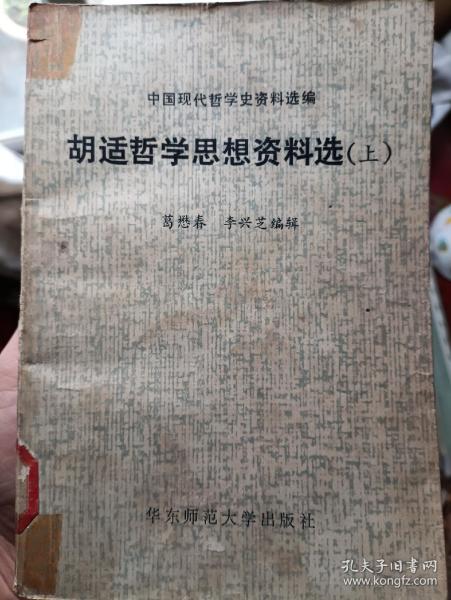 中国现代哲学史资料选编
胡适哲学思想资料选(上)
葛懋春 李兴芝编辑
华东师范大学出版社
孔夫子旧书网
www.kongfz.com